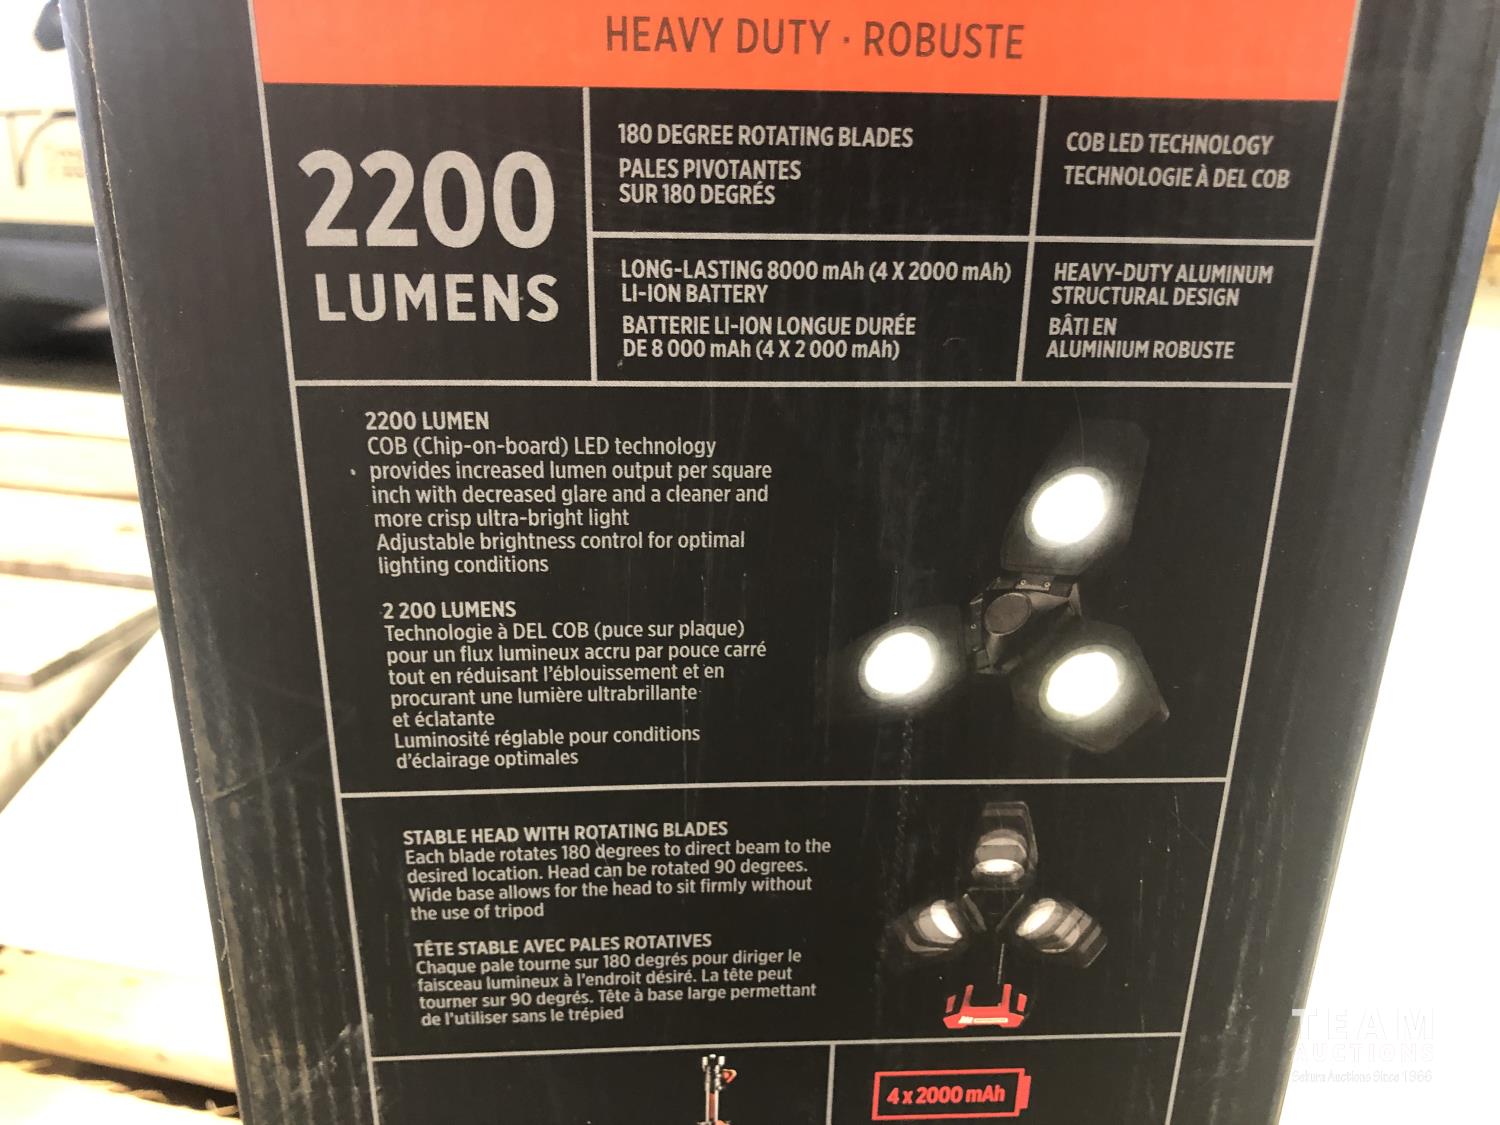 HEAVY DUTY · ROBUSTE
2200
LUMENS
180 DEGREE ROTATING BLADES
PALES PIVOTANTES
SUR 180 DEGRÉS
COB LED TECHNOLOGY
TECHNOLOGIE À DEL COB
LONG-LASTING 8000 mAh (4 X 2000 mAh)
LI-ION BATTERY
BATTERIE LI-ION LONGUE DURÉE
DE 8 000 mAh (4 X 2 000 mAh)
HEAVY-DUTY ALUMINUM
STRUCTURAL DESIGN
BÂTI EN
ALUMINIUM ROBUSTE
2200 LUMEN
COB (Chip-on-board) LED technology
provides increased lumen output per square
inch with decreased glare and a cleaner and
more crisp ultra-bright light
Adjustable brightness control for optimal
lighting conditions
2 200 LUMENS
Technologie à DEL COB (puce sur plaque)
pour un flux lumineux accru par pouce carré
tout en réduisant l'éblouissement et en
procurant une lumière ultrabrillante
et éclatante
Luminosité réglable pour conditions
d'éclairage optimales
STABLE HEAD WITH ROTATING BLADES
Each blade rotates 180 degrees to direct beam to the
desired location. Head can be rotated 90 degrees.
Wide base allows for the head to sit firmly without
the use of tripod
TÊTE STABLE AVEC PALES ROTATIVES
Chaque pale tourne sur 180 degrés pour diriger le
faisceau lumineux à l'endroit désiré. La tête peut
tourner sur 90 degrés. Tête à base large permettant
de l'utiliser sans le trépied
4 x 2000 mAh
TEAM
AUCTIONS
Sekura Auctions Since 1966